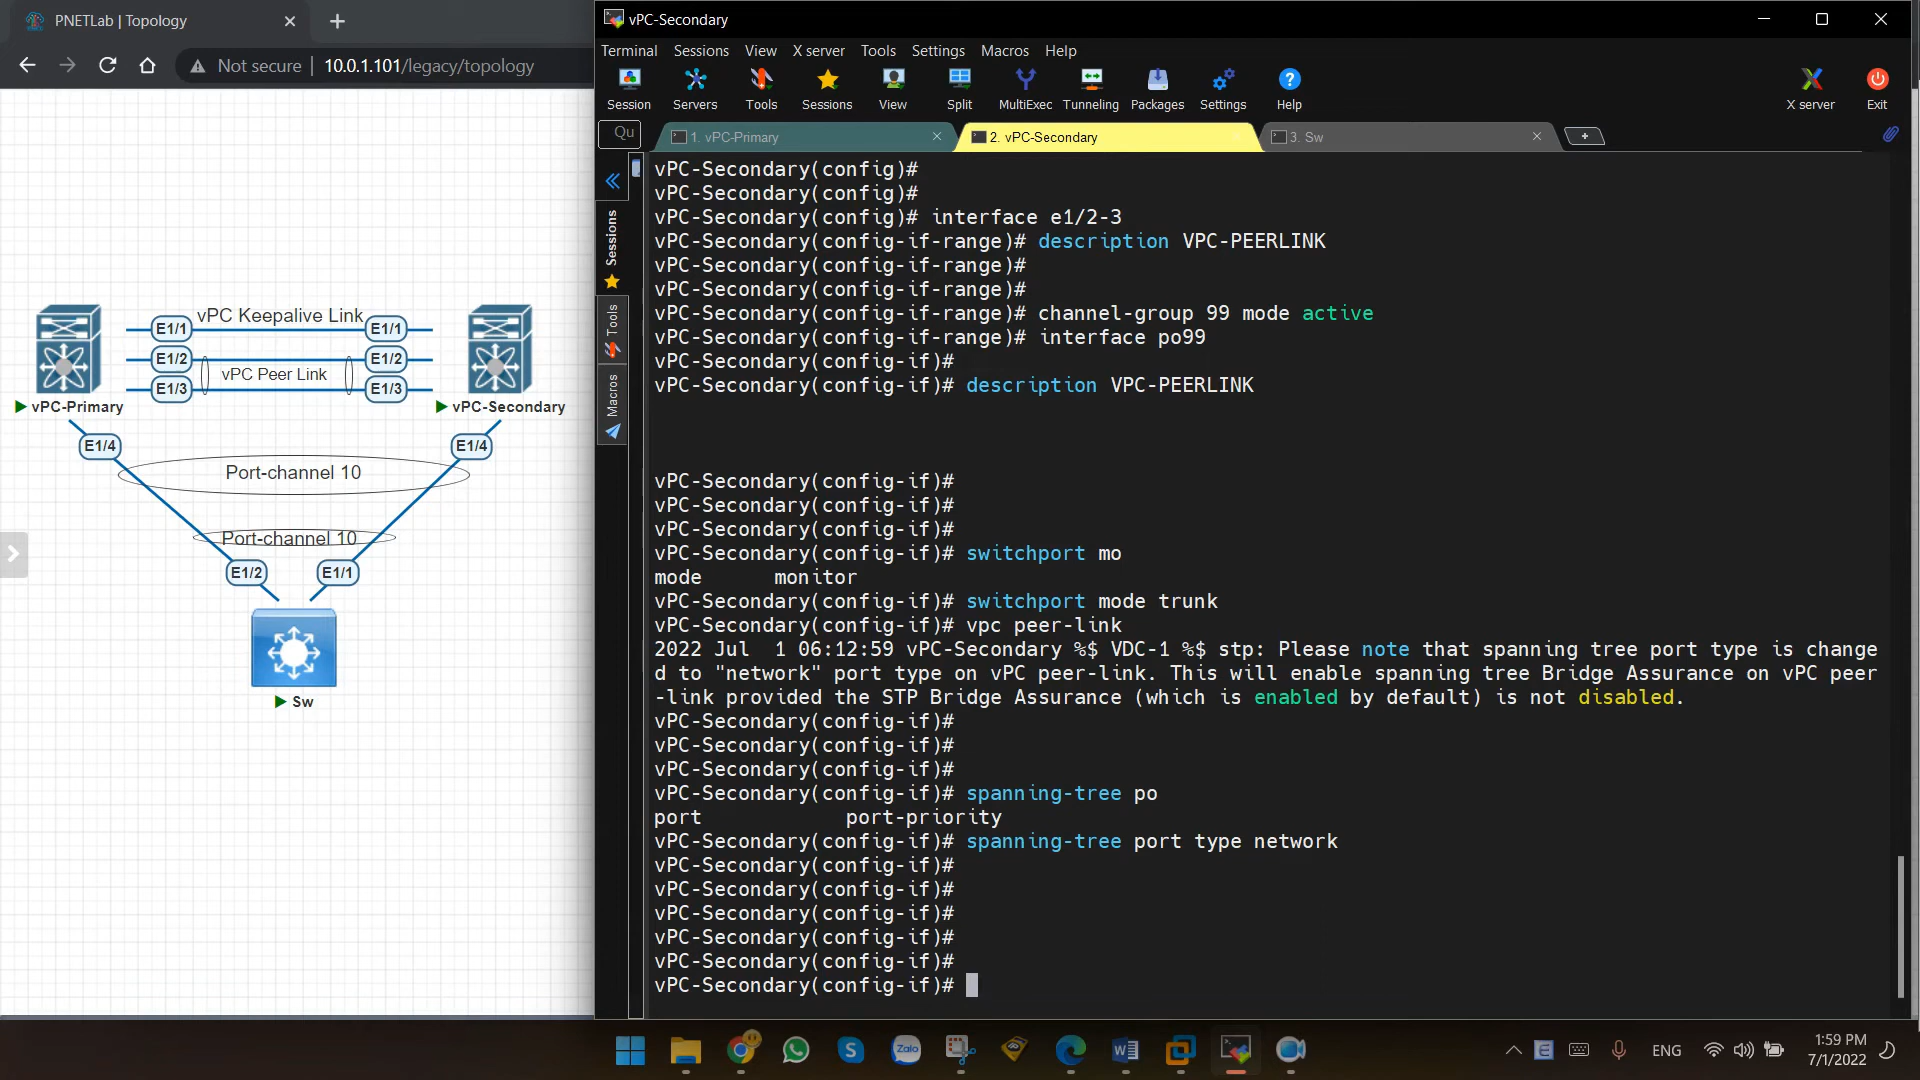 PNETLab | Topology
Not secure | 10.0.1.101/legacy/topology
vPC Keepalive Link
E1/1 E1/1
E1/2 E1/2
vPC Peer Link
E1/3 E1/3
vPC-Primary vPC-Secondary
E1/4 E1/4
Port-channel 10
Port-channel 10
E1/2 E1/1
Sw
vPC-Secondary
Terminal Sessions View X server Tools Settings Macros Help
Session Servers Tools Sessions View Split MultiExec Tunneling Packages Settings Help X server Exit
Qu
1. vPC-Primary 2. vPC-Secondary 3. Sw
Sessions
Tools
Macros
vPC-Secondary(config)#
vPC-Secondary(config)#
vPC-Secondary(config)# interface e1/2-3
vPC-Secondary(config-if-range)# description VPC-PEERLINK
vPC-Secondary(config-if-range)#
vPC-Secondary(config-if-range)#
vPC-Secondary(config-if-range)# channel-group 99 mode active
vPC-Secondary(config-if-range)# interface po99
vPC-Secondary(config-if)#
vPC-Secondary(config-if)# description VPC-PEERLINK
vPC-Secondary(config-if)#
vPC-Secondary(config-if)#
vPC-Secondary(config-if)#
vPC-Secondary(config-if)# switchport mo
mode monitor
vPC-Secondary(config-if)# switchport mode trunk
vPC-Secondary(config-if)# vpc peer-link
2022 Jul  1 06:12:59 vPC-Secondary %$ VDC-1 %$ stp: Please note that spanning tree port type is change
d to "network" port type on vPC peer-link. This will enable spanning tree Bridge Assurance on vPC peer
-link provided the STP Bridge Assurance (which is enabled by default) is not disabled.
vPC-Secondary(config-if)#
vPC-Secondary(config-if)#
vPC-Secondary(config-if)#
vPC-Secondary(config-if)# spanning-tree po
port port-priority
vPC-Secondary(config-if)# spanning-tree port type network
vPC-Secondary(config-if)#
vPC-Secondary(config-if)#
vPC-Secondary(config-if)#
vPC-Secondary(config-if)#
vPC-Secondary(config-if)#
vPC-Secondary(config-if)#
Zalo
ENG
1:59 PM
7/1/2022